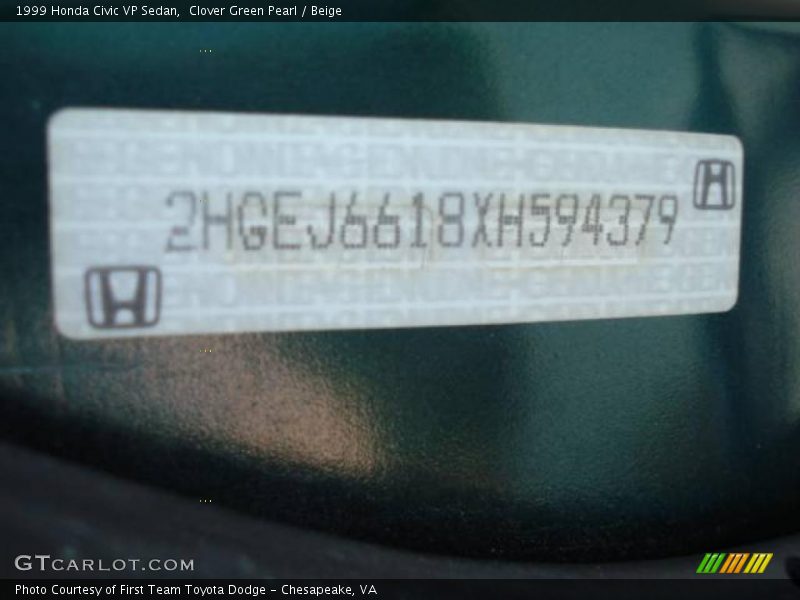 1999 Honda Civic VP Sedan,  Clover Green Pearl / Beige
2HGEJ6618XH594379
GTCARLOT.COM
Photo Courtesy of First Team Toyota Dodge - Chesapeake, VA